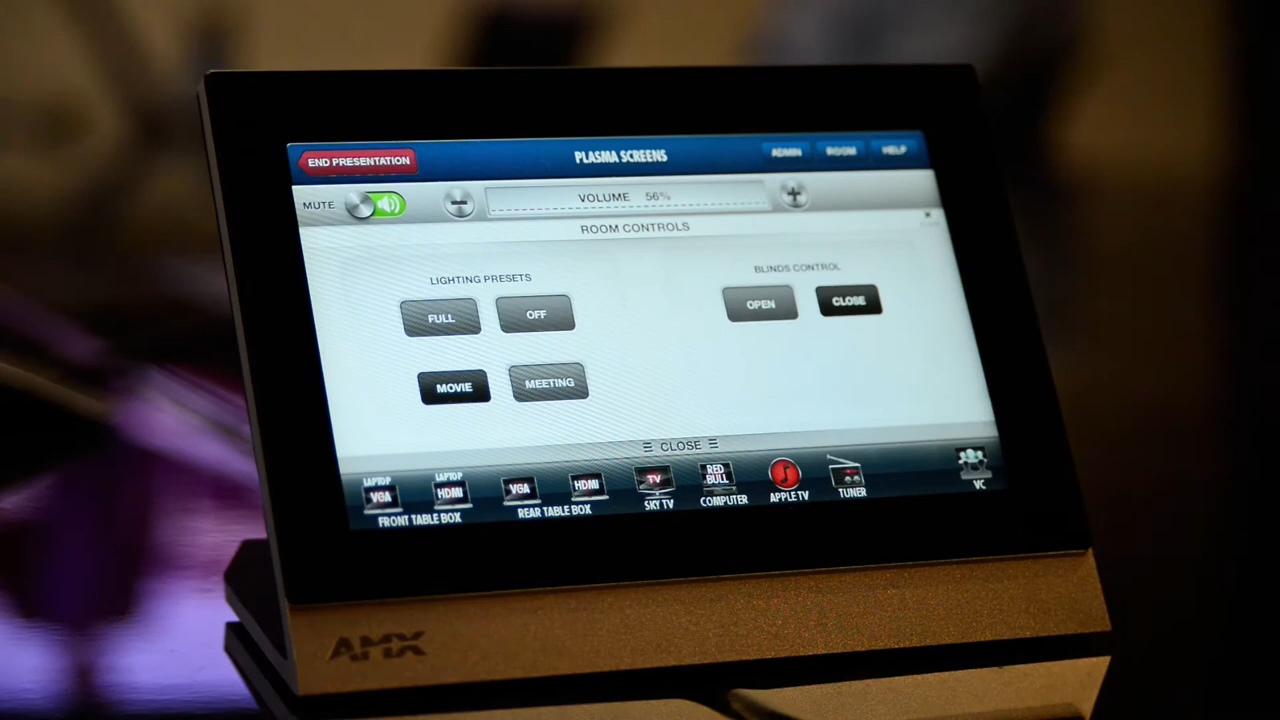 END PRESENTATION
PLASMA SCREENS
ADMIN
ROOM
HELP
MUTE
VOLUME 56%
ROOM CONTROLS
LIGHTING PRESETS
BLINDS CONTROL
FULL
OFF
OPEN
CLOSE
MOVIE
MEETING
CLOSE
LAPTOP
VGA
LAPTOP
HDMI
FRONT TABLE BOX
VGA
HDMI
REAR TABLE BOX
TV
SKY TV
RED
BULL
COMPUTER
APPLE TV
TUNER
VC
AMX